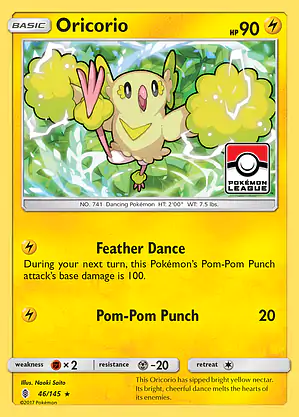 BASIC
Oricorio
HP 90
POKÉMON
LEAGUE
NO. 741 Dancing Pokémon HT: 2'00" WT: 7.5 lbs.
Feather Dance
During your next turn, this Pokémon's Pom-Pom Punch
attack's base damage is 100.
Pom-Pom Punch 20
weakness × 2 resistance -20 retreat
Illus. Naoki Saito
46/145 ★
©2017 Pokémon
This Oricorio has sipped bright yellow nectar.
Its bright, cheerful dance melts the hearts of
its enemies.